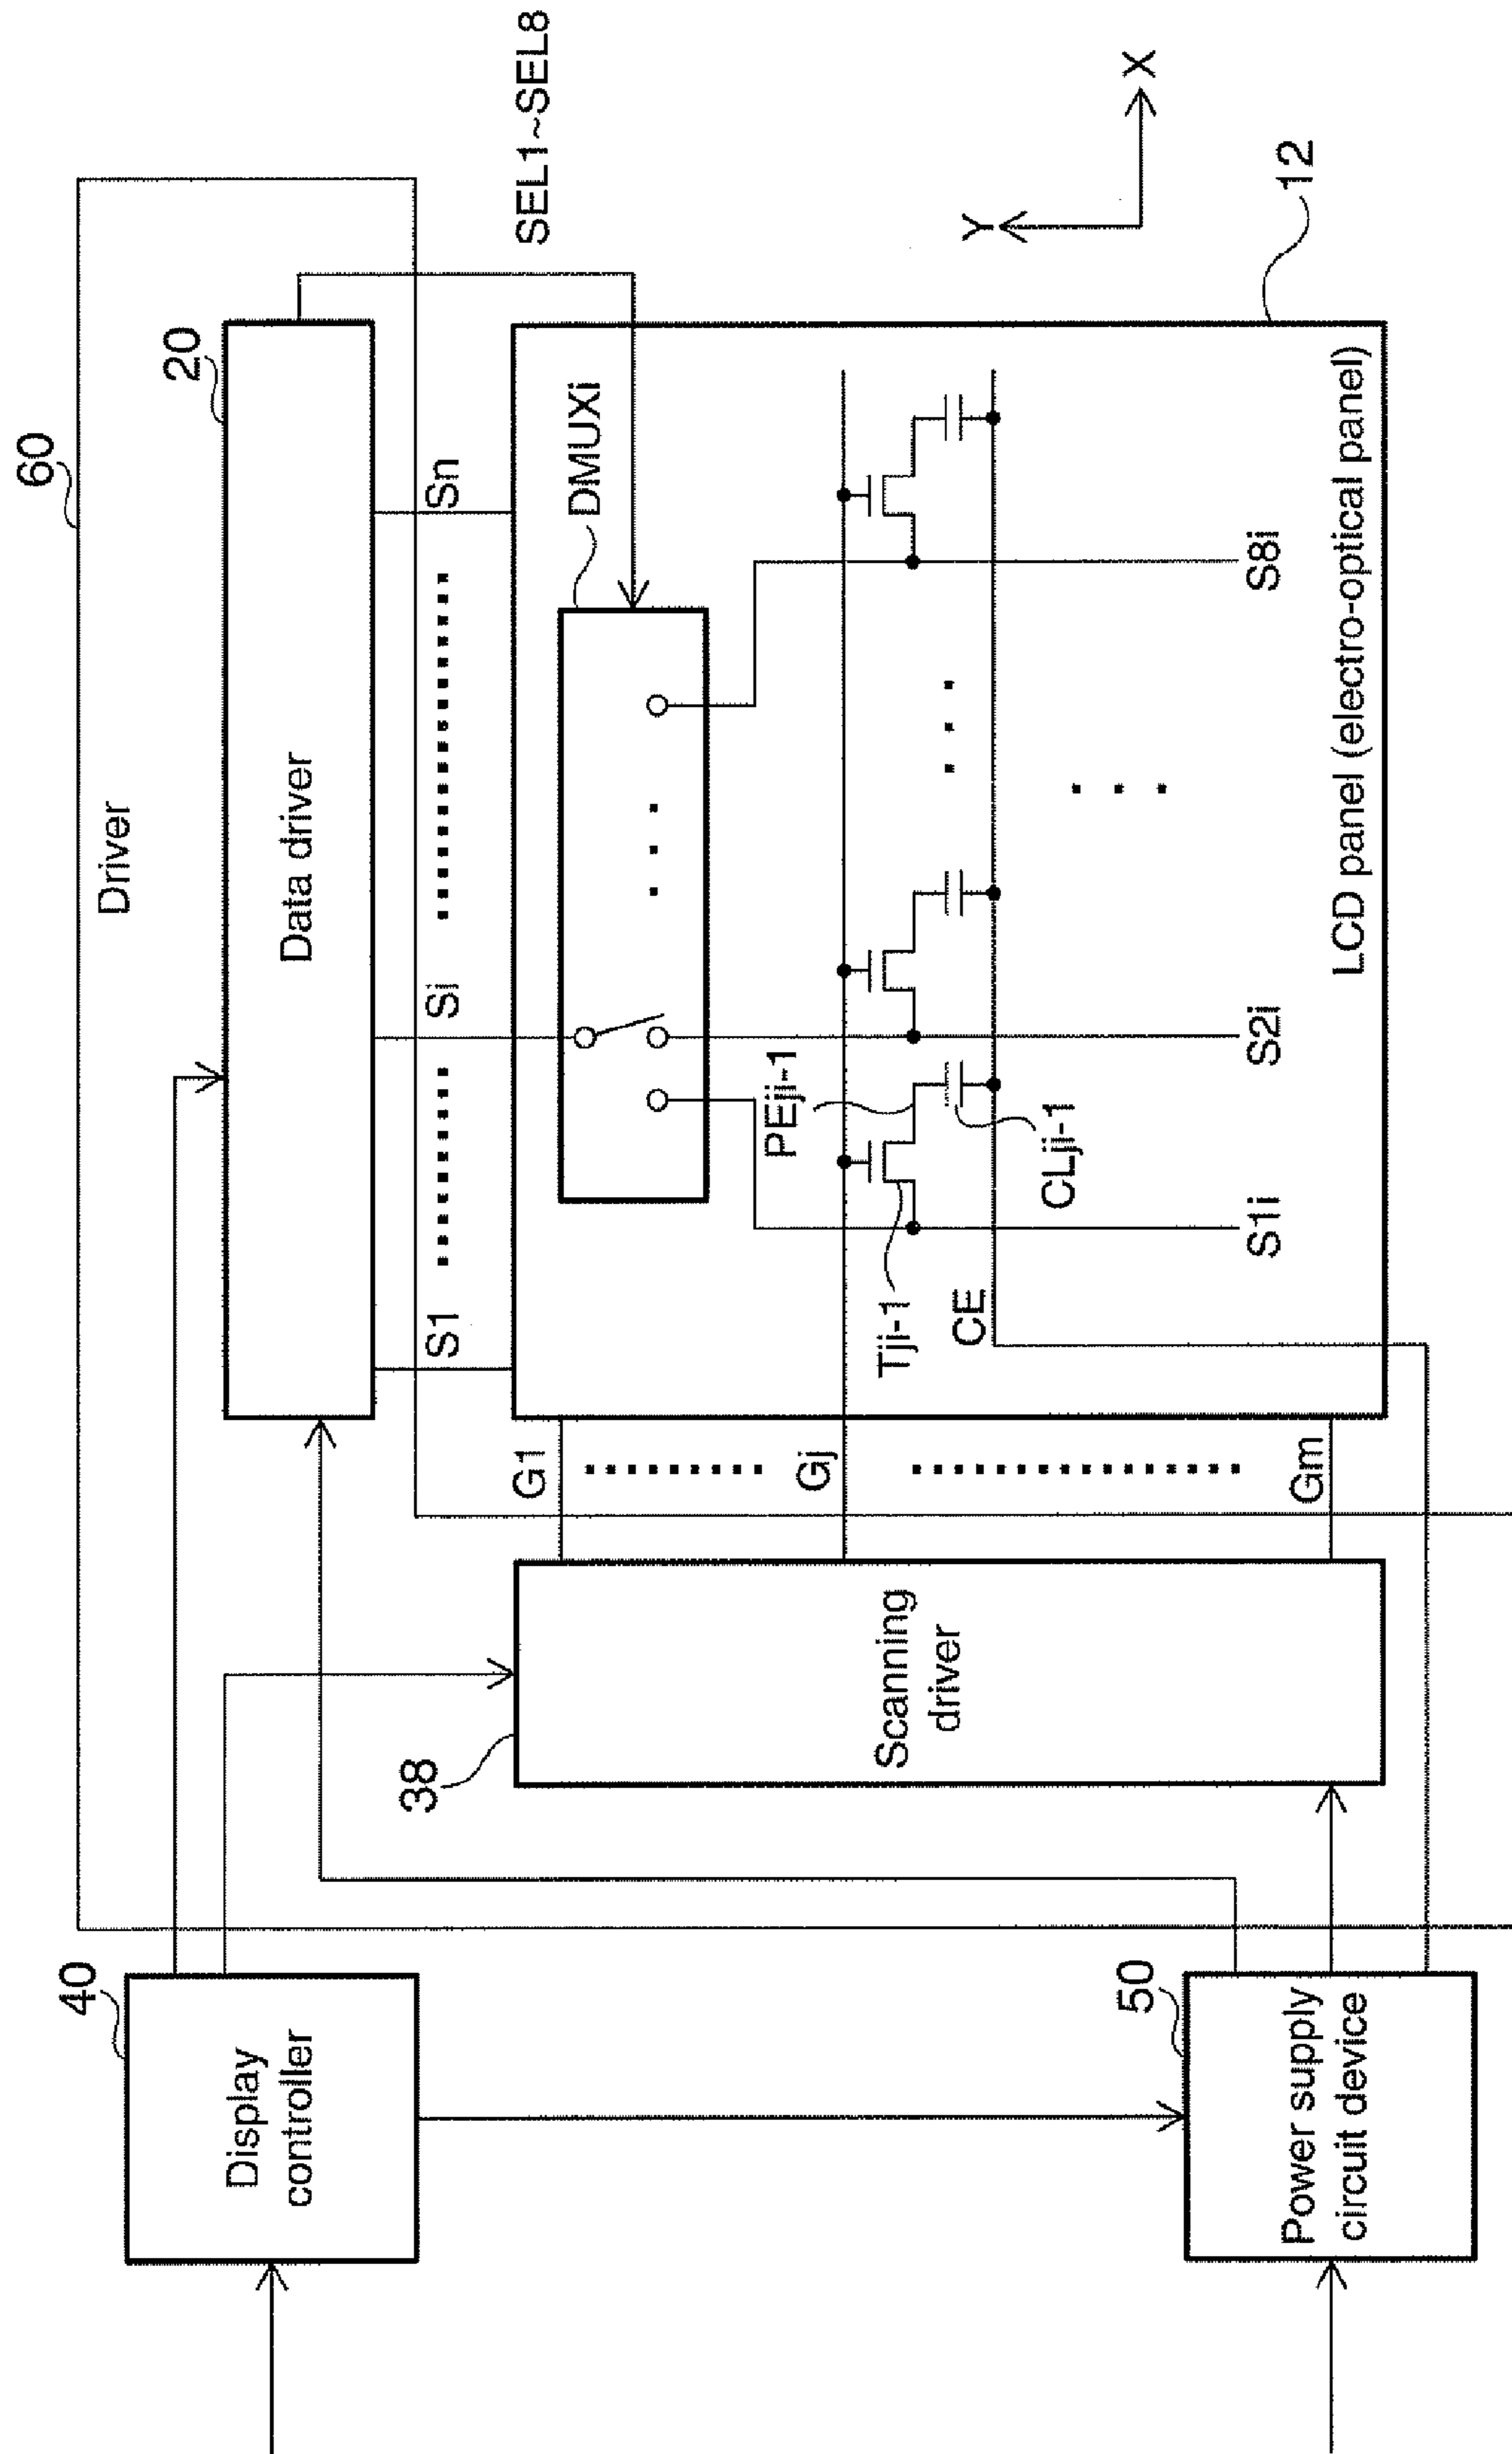 60
Driver
40
Display
controller
20
Data driver
SEL1~SEL8
S1
Si
Sn
DMUXi
G1
Gj
Gm
38
Scanning
driver
PEji-1
Tji-1
CE
CLji-1
S1i
S2i
S8i
LCD panel (electro-optical panel)
12
Y
X
50
Power supply
circuit device